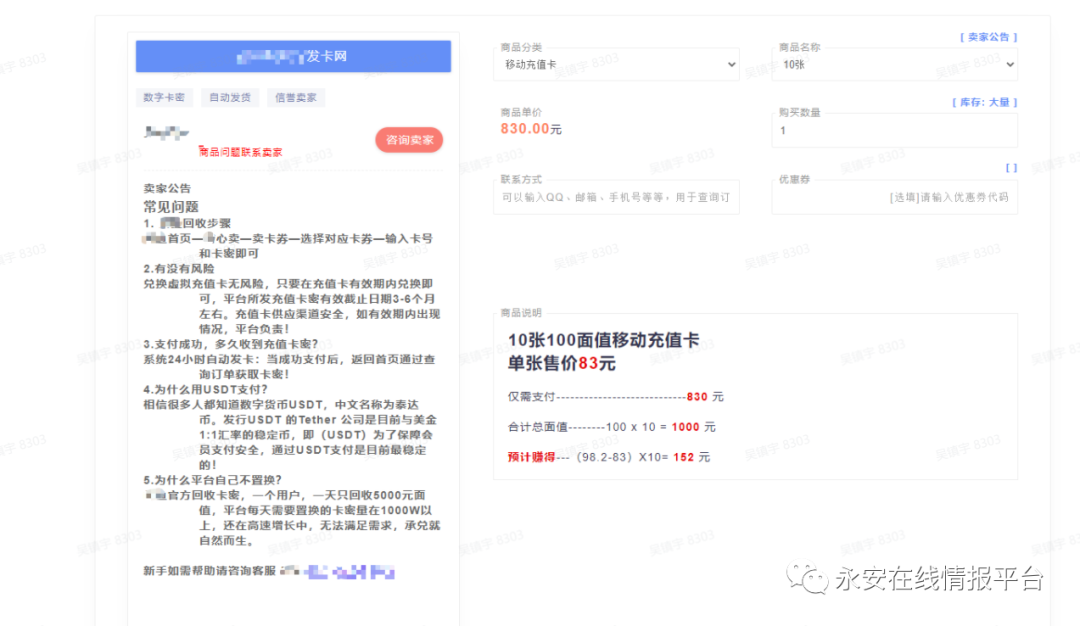 发卡网
数字卡密 自动发货 信誉卖家
商品问题联系卖家
咨询卖家
卖家公告
常见问题
1. 回收步骤
首页—心卖—卖卡券—选择对应卡券—输入卡号
和卡密即可
2.有没有风险
兑换虚拟充值卡无风险，只要在充值卡有效期内兑换即
可，平台所发充值卡密有效截止日期3-6个月
左右。充值卡供应渠道安全，如有效期内出现
情况，平台负责！
3.支付成功，多久收到充值卡密？
系统24小时自动发卡：当成功支付后，返回首页通过查
询订单获取卡密！
4.为什么用USDT支付？
相信很多人都知道数字货币USDT，中文名称为泰达
币。发行USDT 的Tether 公司是目前与美金
1:1汇率的稳定币，即（USDT）为了保障会
员支付安全，通过USDT支付是目前最稳定
的！
5.为什么平台自己不置换？
官方回收卡密，一个用户，一天只回收5000元面
值，平台每天需要置换的卡密量在1000W以
上，还在高速增长中，无法满足需求，承兑就
自然而生。
新手如需帮助请咨询客服
商品分类
移动充值卡
[ 卖家公告 ]
商品名称
10张
商品单价
830.00元
[ 库存: 大量 ]
购买数量
1
联系方式
可以输入QQ、邮箱、手机号等等，用于查询订
[ ]
优惠券
[选填]请输入优惠券代码
商品说明
10张100面值移动充值卡
单张售价83元
仅需支付----------------------------830 元
合计总面值--------100 x 10 = 1000 元
预计赚得---（98.2-83）X10= 152 元
永安在线情报平台